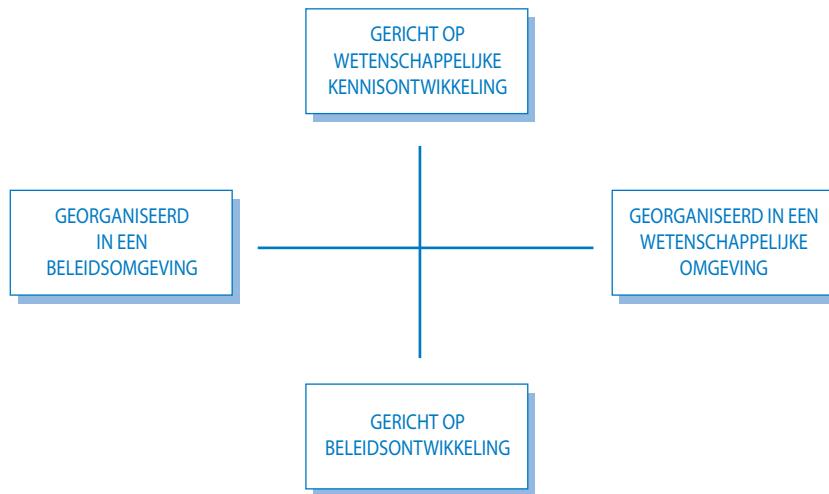 GERICHT OP
WETENSCHAPPELIJKE
KENNISONTWIKKELING
GEORGANISEERD
IN EEN
BELEIDSOMGEVING
GEORGANISEERD IN EEN
WETENSCHAPPELIJKE
OMGEVING
GERICHT OP
BELEIDSONTWIKKELING